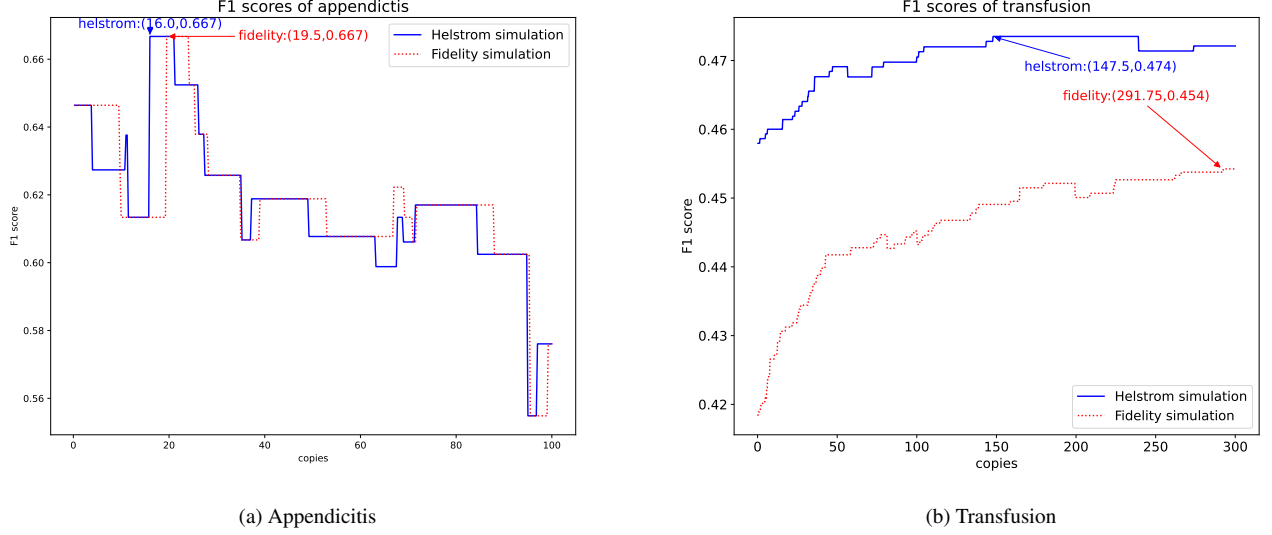 F1 scores of appendictis
helstrom:(16.0,0.667)
fidelity:(19.5,0.667)
Helstrom simulation
Fidelity simulation
0.66
0.64
0.62
0.60
0.58
0.56
F1 score
0 20 40 60 80 100
copies
(a) Appendicitis
F1 scores of transfusion
helstrom:(147.5,0.474)
fidelity:(291.75,0.454)
0.47
0.46
0.45
0.44
0.43
0.42
F1 score
Helstrom simulation
Fidelity simulation
0 50 100 150 200 250 300
copies
(b) Transfusion